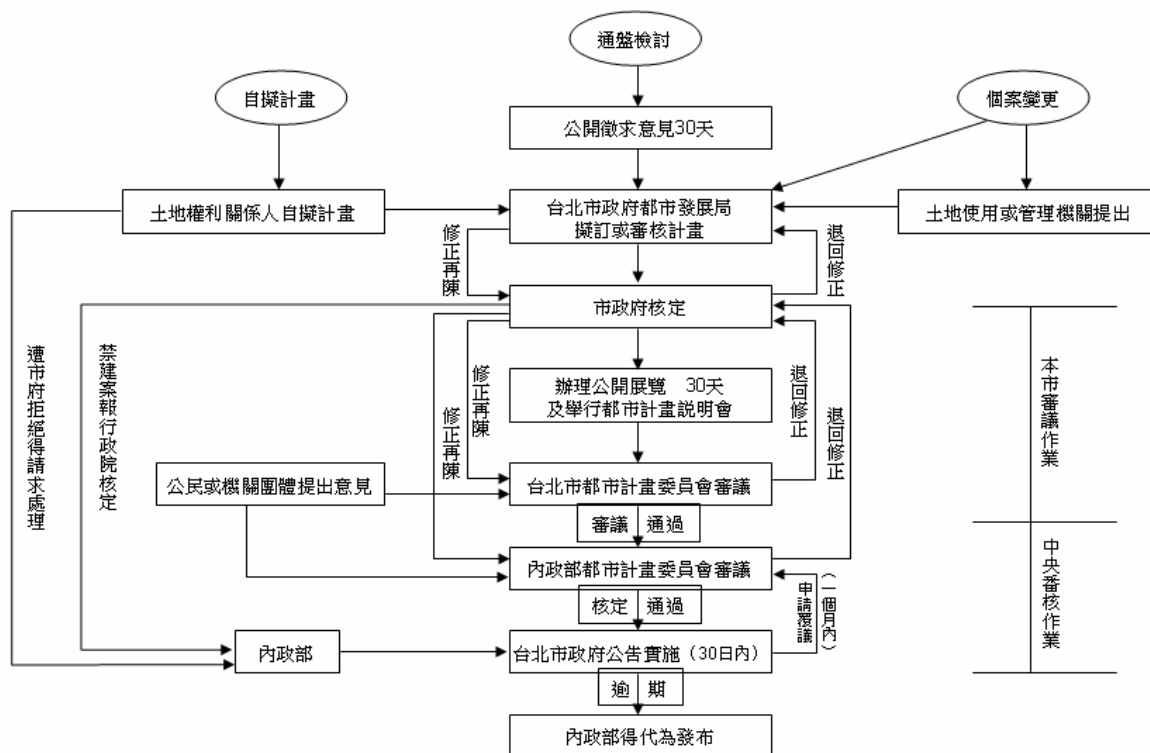 通盤檢討
自擬計畫
個案變更
公開徵求意見30天
土地權利關係人自擬計畫
台北市政府都市發展局
擬訂或審核計畫
土地使用或管理機關提出
修正再陳
退回修正
市政府核定
遭市府拒絕得請求處理
禁建案報行政院核定
修正再陳
修正再陳
辦理公開展覽　30天
及舉行都市計畫説明會
退回修正
退回修正
本市審議作業
公民或機關團體提出意見
台北市都市計畫委員會審議
審議 通過
內政部都市計畫委員會審議
核定 通過
(一個月內)
申請覆議
中央番核作業
內政部
台北市政府公告實施（30日內）
逾 期
內政部得代為發布